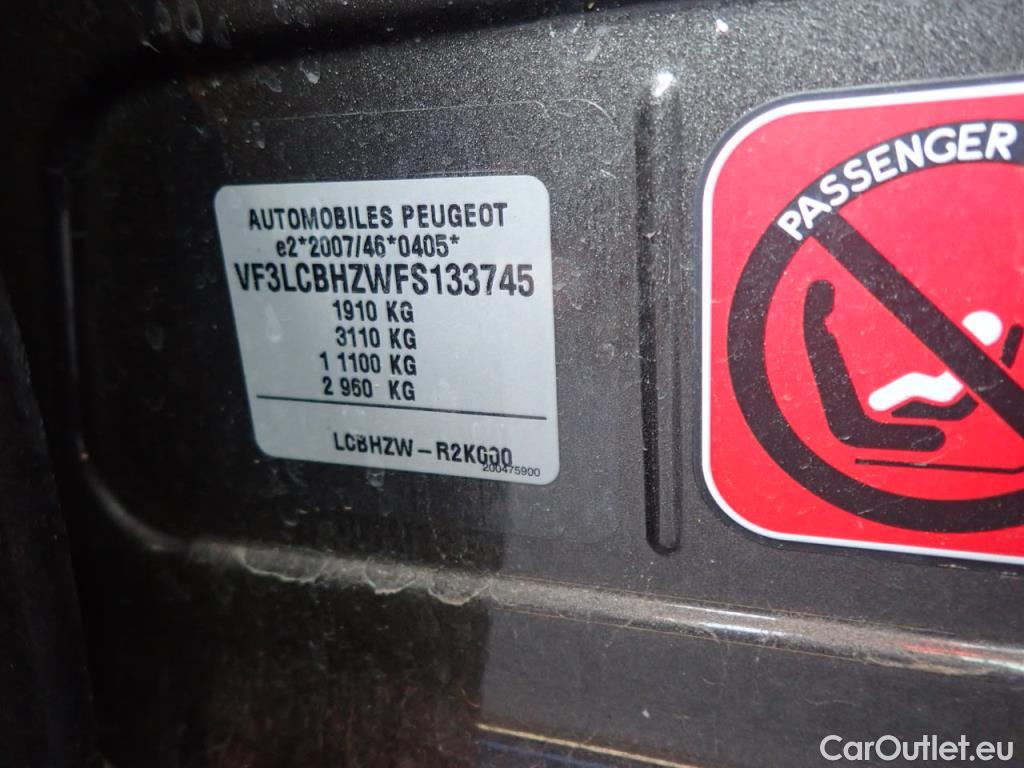 AUTOMOBILES PEUGEOT
e2*2007/46*0405*
VF3LCBHZWFS133745
1910 KG
3110 KG
1 1100 KG
2 960 KG
LCBHZW-R2K000
200475900
PASSENGER
CarOutlet.eu